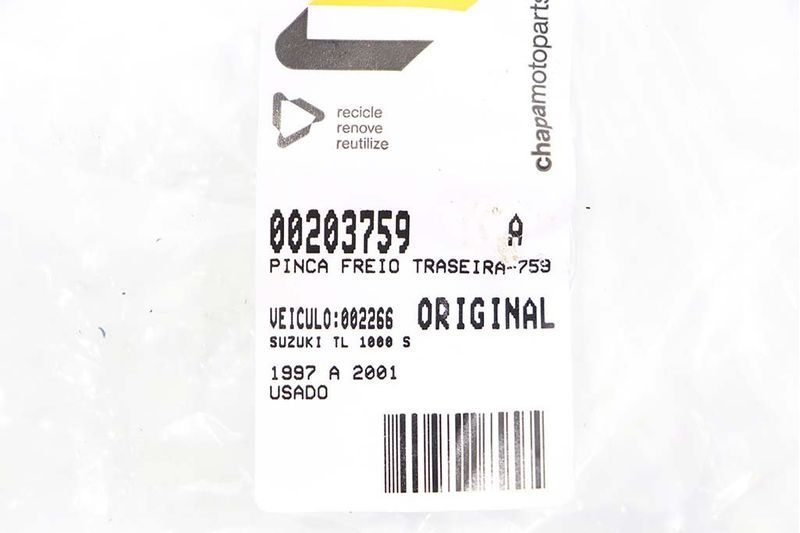 chapamotoparts
recicle
renove
reutilize
00203759 A
PINCA FREIO TRASEIRA-759
VEICULO:002266 ORIGINAL
SUZUKI TL 1000 S
1997 A 2001
USADO